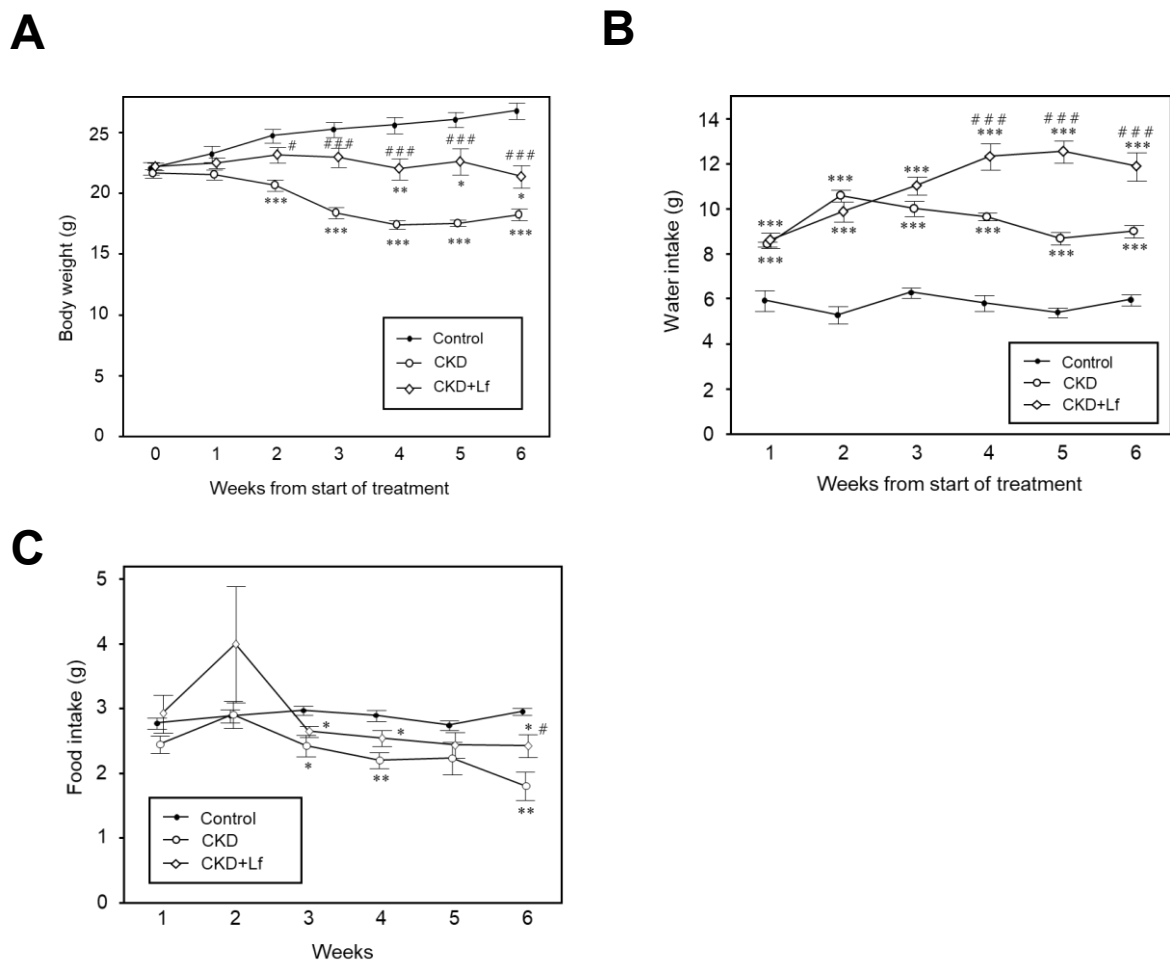 A
25
20
15
10
25
0
0 1 2 3 4 5 6
Body weight (g)
Weeks from start of treatment
# ### ### ### ###
** * *
*** *** *** *** ***
Control
CKD
CKD+Lf
B
14
12
10
8
6
4
2
0
1 2 3 4 5 6
Water intake (g)
Weeks from start of treatment
### ### ###
*** *** *** *** *** ***
*** *** *** *** ***
Control
CKD
CKD+Lf
C
5
4
3
2
1
0
1 2 3 4 5 6
Food intake (g)
Weeks
* * * #
* ** **
Control
CKD
CKD+Lf